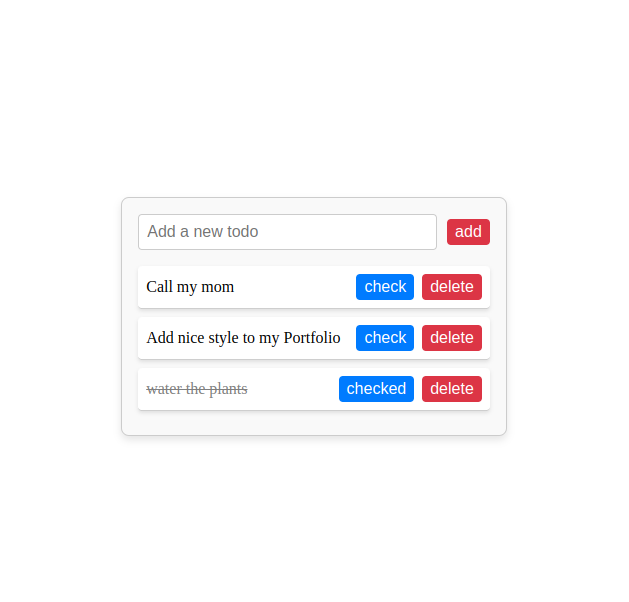 Add a new todo add
Call my mom check delete
Add nice style to my Portfolio check delete
water the plants checked delete